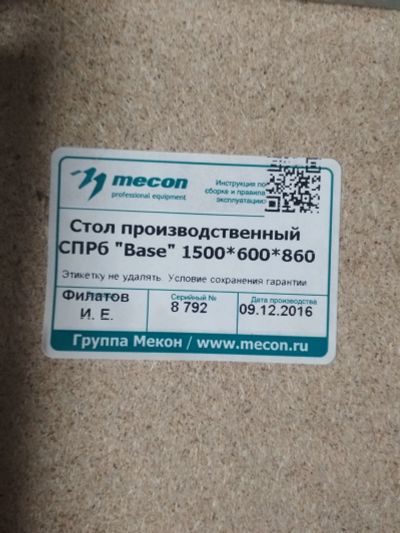 mecon
professional equipment
Инструкция по
сборке и правила
эксплуатации:
Стол производственный
СПРб "Base" 1500*600*860
Этикетку не удалять. Условие сохранения гарантии
Филатов
И. Е.
Серийный №
8 792
Дата производства
09.12.2016
Группа Мекон / www.mecon.ru